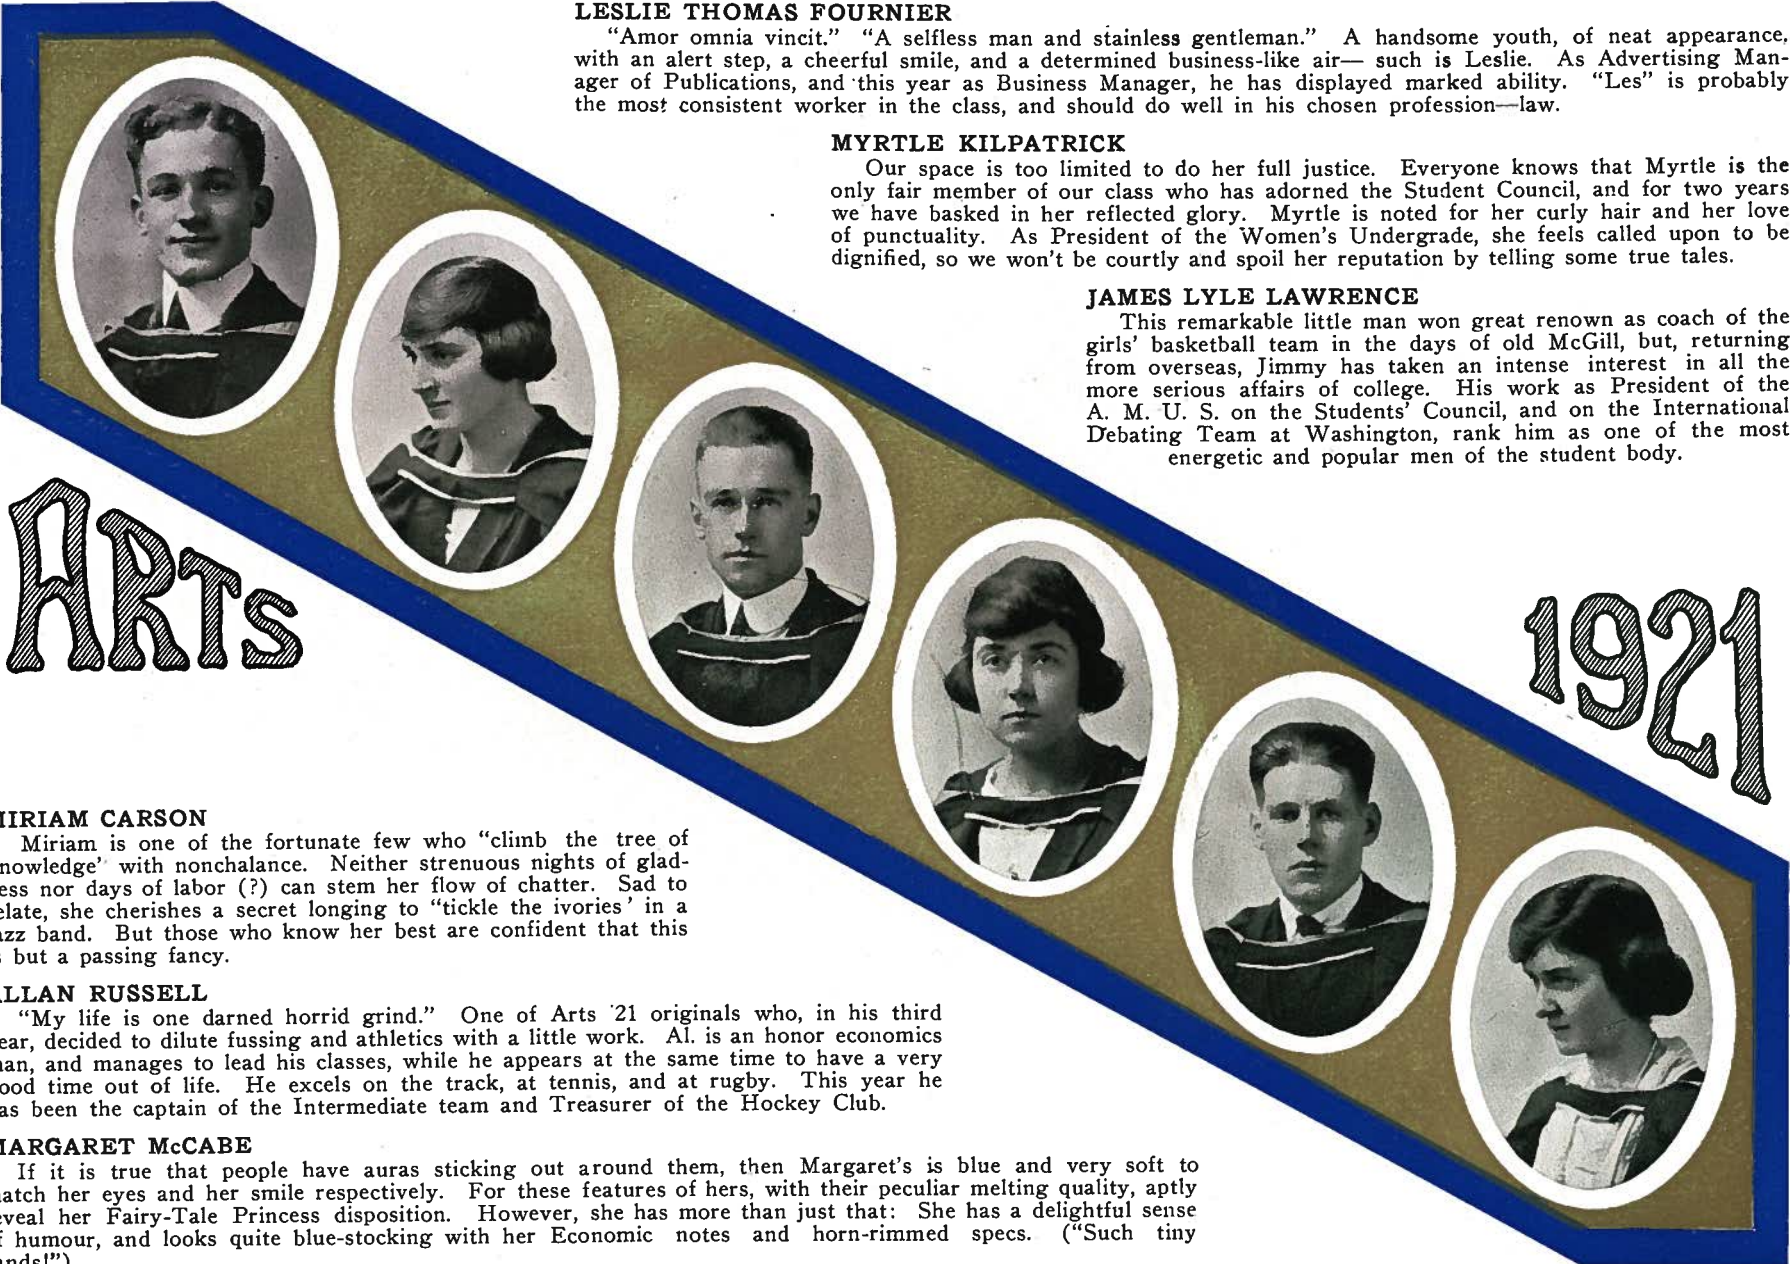 LESLIE THOMAS FOURNIER
"Amor omnia vincit." "A selfless man and stainless gentleman." A handsome youth, of neat appearance,
with an alert step, a cheerful smile, and a determined business-like air— such is Leslie. As Advertising Man-
ager of Publications, and this year as Business Manager, he has displayed marked ability. "Les" is probably
the most consistent worker in the class, and should do well in his chosen profession—law.
MYRTLE KILPATRICK
Our space is too limited to do her full justice. Everyone knows that Myrtle is the
only fair member of our class who has adorned the Student Council, and for two years
we have basked in her reflected glory. Myrtle is noted for her curly hair and her love
of punctuality. As President of the Women's Undergrade, she feels called upon to be
dignified, so we won't be courtly and spoil her reputation by telling some true tales.
JAMES LYLE LAWRENCE
This remarkable little man won great renown as coach of the
girls' basketball team in the days of old McGill, but, returning
from overseas, Jimmy has taken an intense interest in all the
more serious affairs of college. His work as President of the
A. M. U. S. on the Students' Council, and on the International
Debating Team at Washington, rank him as one of the most
energetic and popular men of the student body.
ARTS
1921
MIRIAM CARSON
Miriam is one of the fortunate few who "climb the tree of
nowledge' with nonchalance. Neither strenuous nights of glad-
ess nor days of labor (?) can stem her flow of chatter. Sad to
elate, she cherishes a secret longing to "tickle the ivories' in a
azz band. But those who know her best are confident that this
s but a passing fancy.
ALLAN RUSSELL
"My life is one darned horrid grind." One of Arts '21 originals who, in his third
ear, decided to dilute fussing and athletics with a little work. Al. is an honor economics
man, and manages to lead his classes, while he appears at the same time to have a very
ood time out of life. He excels on the track, at tennis, and at rugby. This year he
as been the captain of the Intermediate team and Treasurer of the Hockey Club.
MARGARET McCABE
If it is true that people have auras sticking out around them, then Margaret's is blue and very soft to
atch her eyes and her smile respectively. For these features of hers, with their peculiar melting quality, aptly
eveal her Fairy-Tale Princess disposition. However, she has more than just that: She has a delightful sense
f humour, and looks quite blue-stocking with her Economic notes and horn-rimmed specs. ("Such tiny
ands!")